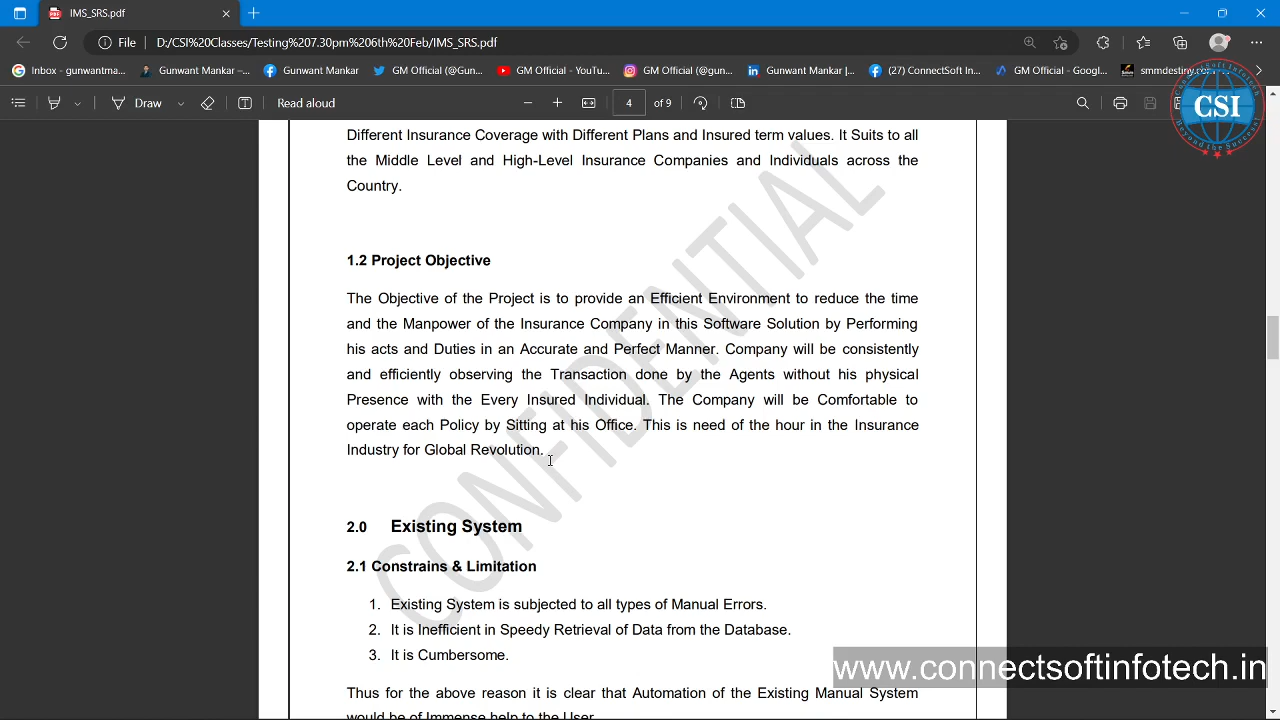 IMS_SRS.pdf
File D:/CSI%20Classes/Testing%207.30pm%206th%20Feb/IMS_SRS.pdf
Inbox - gunwantma... Gunwant Mankar –... Gunwant Mankar GM Official (@Gun... GM Official - YouTu... GM Official (@gun... Gunwant Mankar |... (27) ConnectSoft In... GM Official - Googl... smmdestiny.com
Draw Read aloud 4 of 9
CSI
Beyond the Success
Different Insurance Coverage with Different Plans and Insured term values. It Suits to all
the Middle Level and High-Level Insurance Companies and Individuals across the
Country.
1.2 Project Objective
The Objective of the Project is to provide an Efficient Environment to reduce the time
and the Manpower of the Insurance Company in this Software Solution by Performing
his acts and Duties in an Accurate and Perfect Manner. Company will be consistently
and efficiently observing the Transaction done by the Agents without his physical
Presence with the Every Insured Individual. The Company will be Comfortable to
operate each Policy by Sitting at his Office. This is need of the hour in the Insurance
Industry for Global Revolution.
CONFIDENTIAL
2.0 Existing System
2.1 Constrains & Limitation
1. Existing System is subjected to all types of Manual Errors.
2. It is Inefficient in Speedy Retrieval of Data from the Database.
3. It is Cumbersome.
Thus for the above reason it is clear that Automation of the Existing Manual System
would be of Immense help to the User.
www.connectsoftinfotech.in